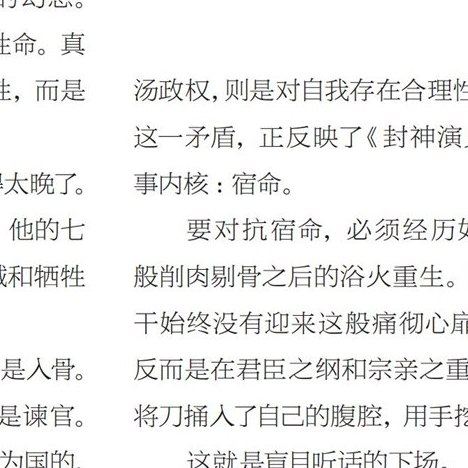 的幻想。
性命。真
性，而是
得太晚了。
他的七
和牺牲
是入骨。
是谏官。
为国的，
汤政权，则是对自我存在合理性
这一矛盾，正反映了《封神演
事内核：宿命。
要对抗宿命，必须经历如
般削肉剔骨之后的浴火重生。
干始终没有迎来这般痛彻心扉
反而是在君臣之纲和宗亲之重
将刀捅入了自己的腹腔，用手挖
这就是盲目听话的下场。